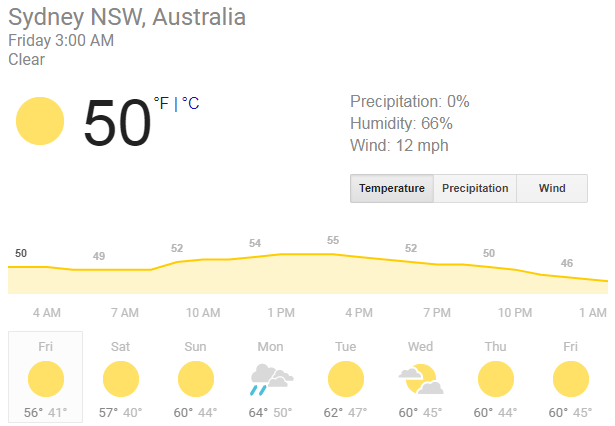 Sydney NSW, Australia
Friday 3:00 AM
Clear
50 °F | °C
Precipitation: 0%
Humidity: 66%
Wind: 12 mph
Temperature Precipitation Wind
50 49 52 54 55 52 50 46
4 AM 7 AM 10 AM 1 PM 4 PM 7 PM 10 PM 1 AM
Fri Sat Sun Mon Tue Wed Thu Fri
56° 41° 57° 40° 60° 44° 64° 50° 62° 47° 60° 45° 60° 44° 60° 45°